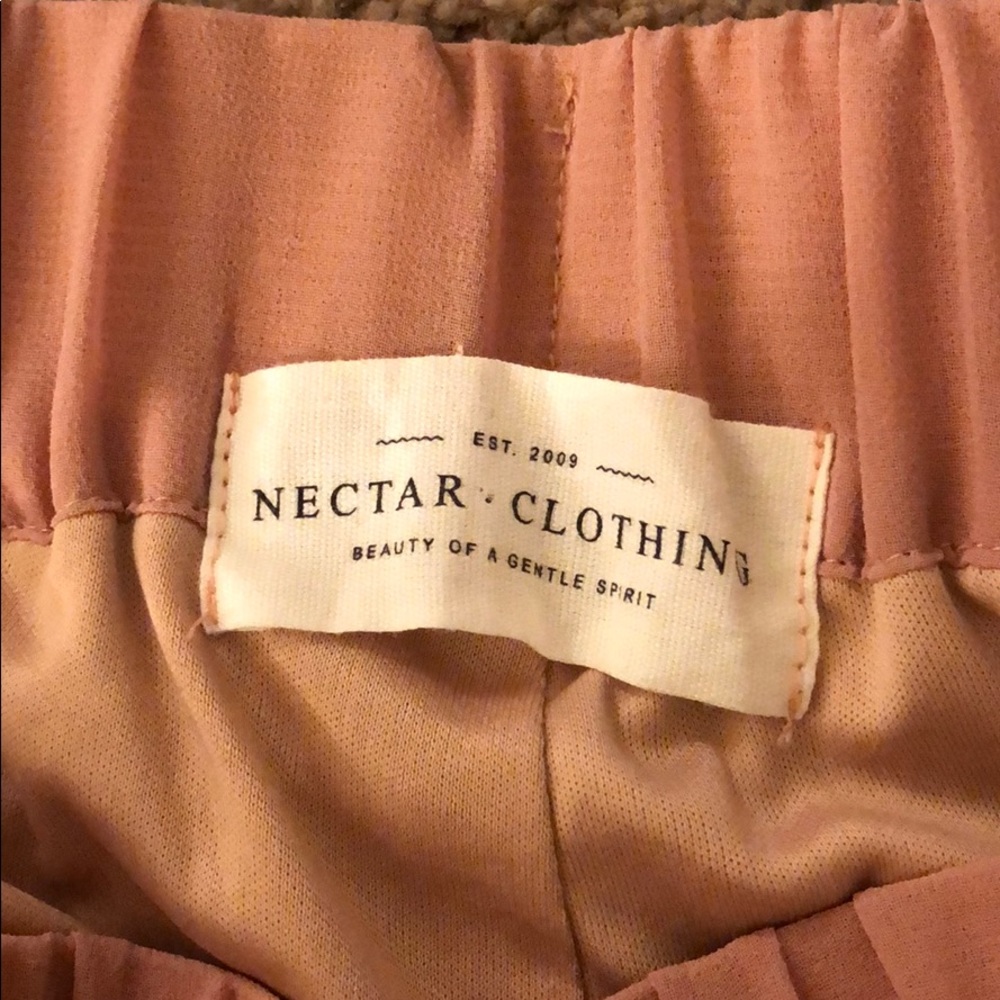 EST. 2009
NECTAR · CLOTHING
BEAUTY OF A GENTLE SPIRIT